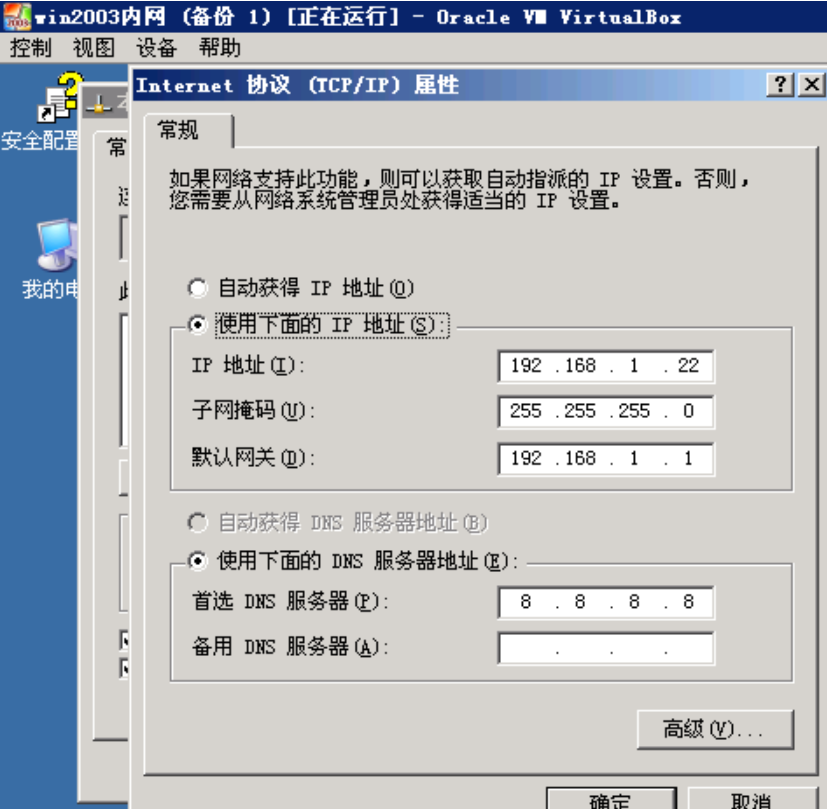 win2003内网 (备份 1) [正在运行] - Oracle VM VirtualBox
控制 视图 设备 帮助
Internet 协议 (TCP/IP) 属性
安全配置
常
常规
如果网络支持此功能，则可以获取自动指派的 IP 设置。否则，
您需要从网络系统管理员处获得适当的 IP 设置。
我的电
此
自动获得 IP 地址(O)
使用下面的 IP 地址(S):
IP 地址(I): 192 .168 . 1 . 22
子网掩码(U): 255 .255 .255 . 0
默认网关(D): 192 .168 . 1 . 1
自动获得 DNS 服务器地址(B)
使用下面的 DNS 服务器地址(E):
首选 DNS 服务器(P): 8 . 8 . 8 . 8
备用 DNS 服务器(A): . . .
高级(V)...
确定 取消